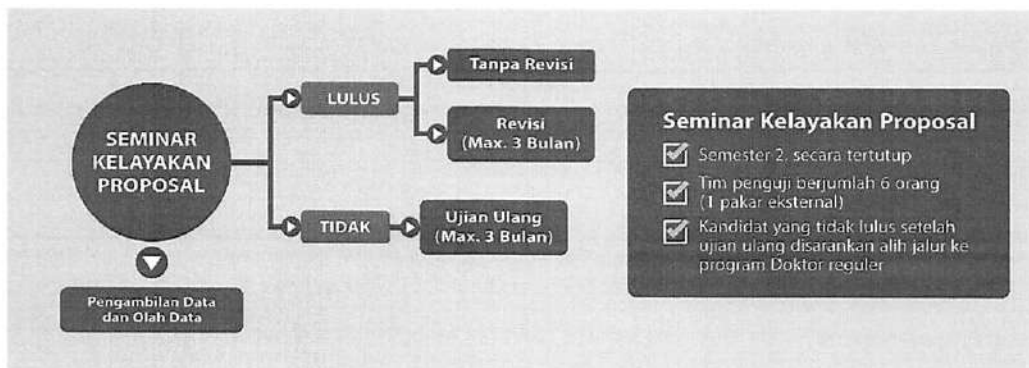 SEMINAR
KELAYAKAN
PROPOSAL
LULUS
Tanpa Revisi
Revisi
(Max. 3 Bulan)
TIDAK
Ujian Ulang
(Max. 3 Bulan)
Pengambilan Data
dan Olah Data
Seminar Kelayakan Proposal
Semester 2, secara tertutup
Tim penguji berjumlah 6 orang
(1 pakar eksternal)
Kandidat yang tidak lulus setelah
ujian ulang disarankan alih jalur ke
program Doktor reguler